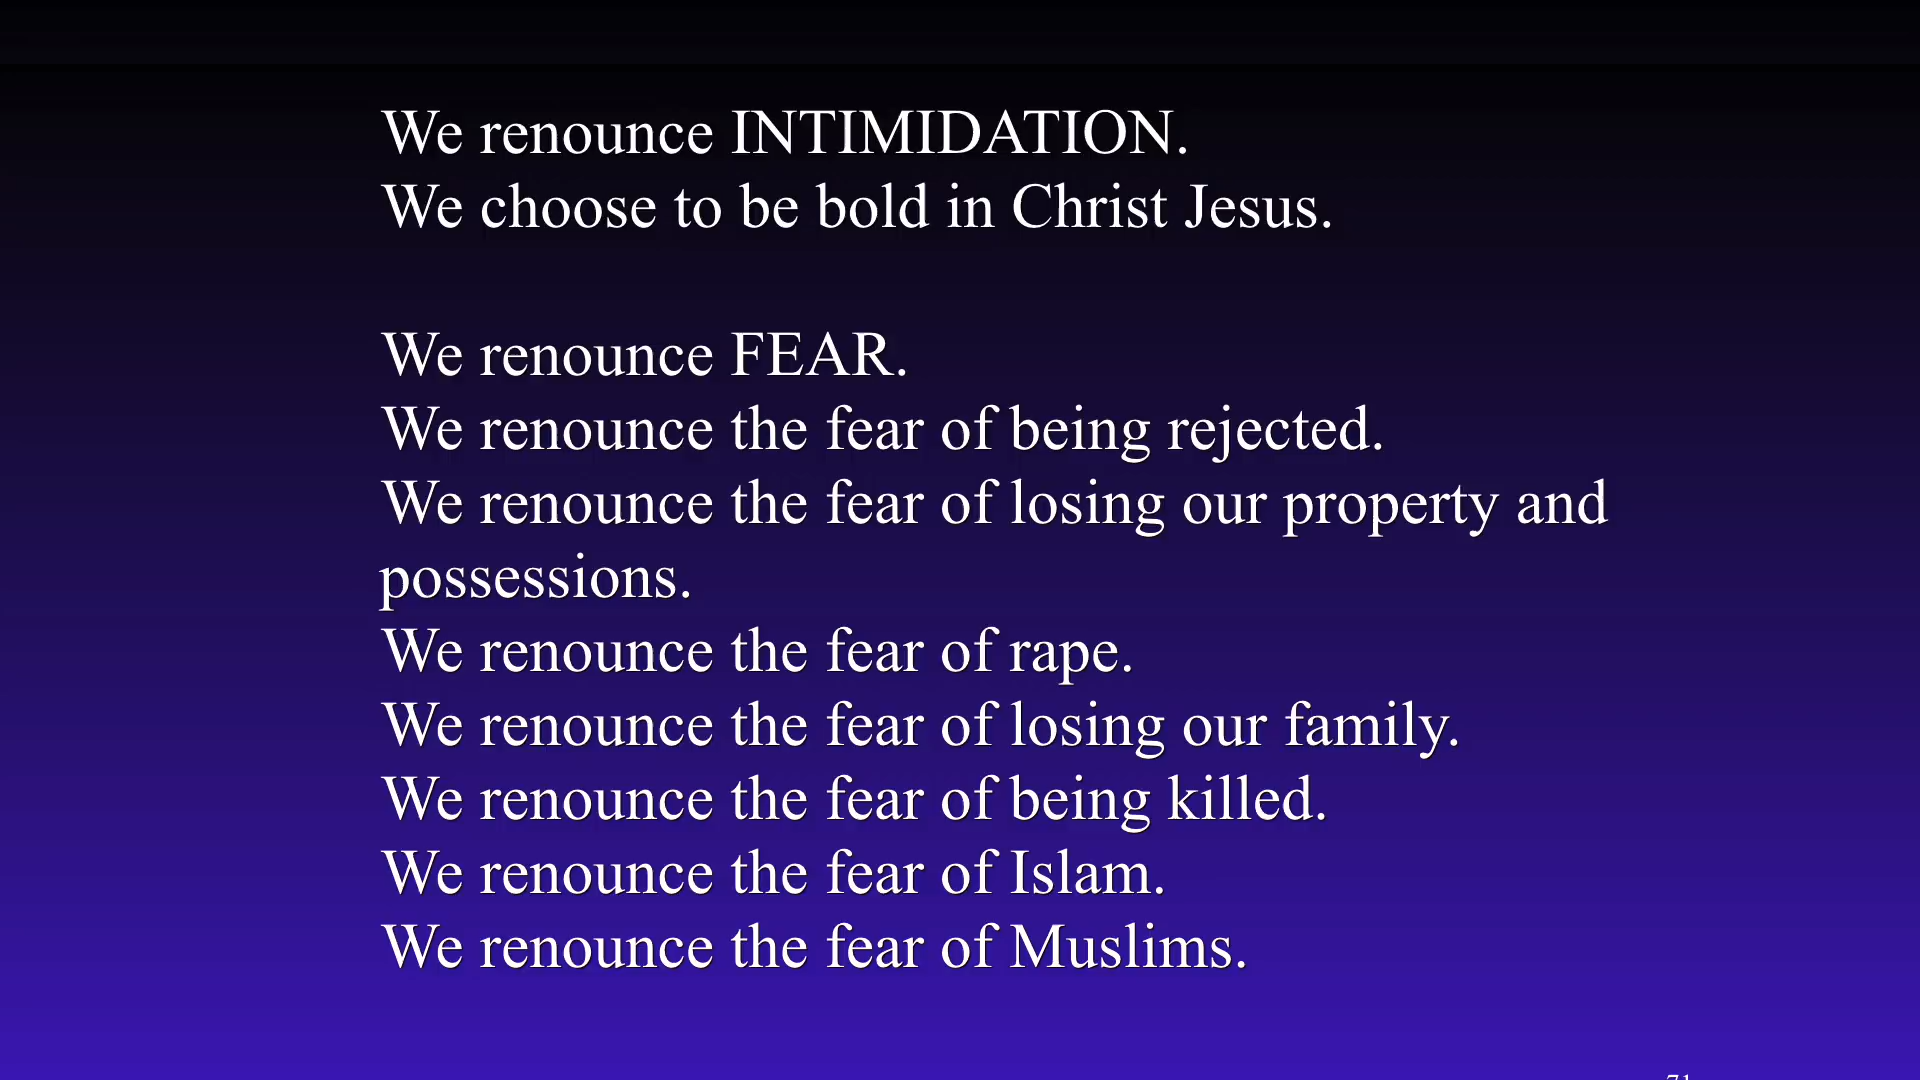 We renounce INTIMIDATION.
We choose to be bold in Christ Jesus.
We renounce FEAR.
We renounce the fear of being rejected.
We renounce the fear of losing our property and
possessions.
We renounce the fear of rape.
We renounce the fear of losing our family.
We renounce the fear of being killed.
We renounce the fear of Islam.
We renounce the fear of Muslims.